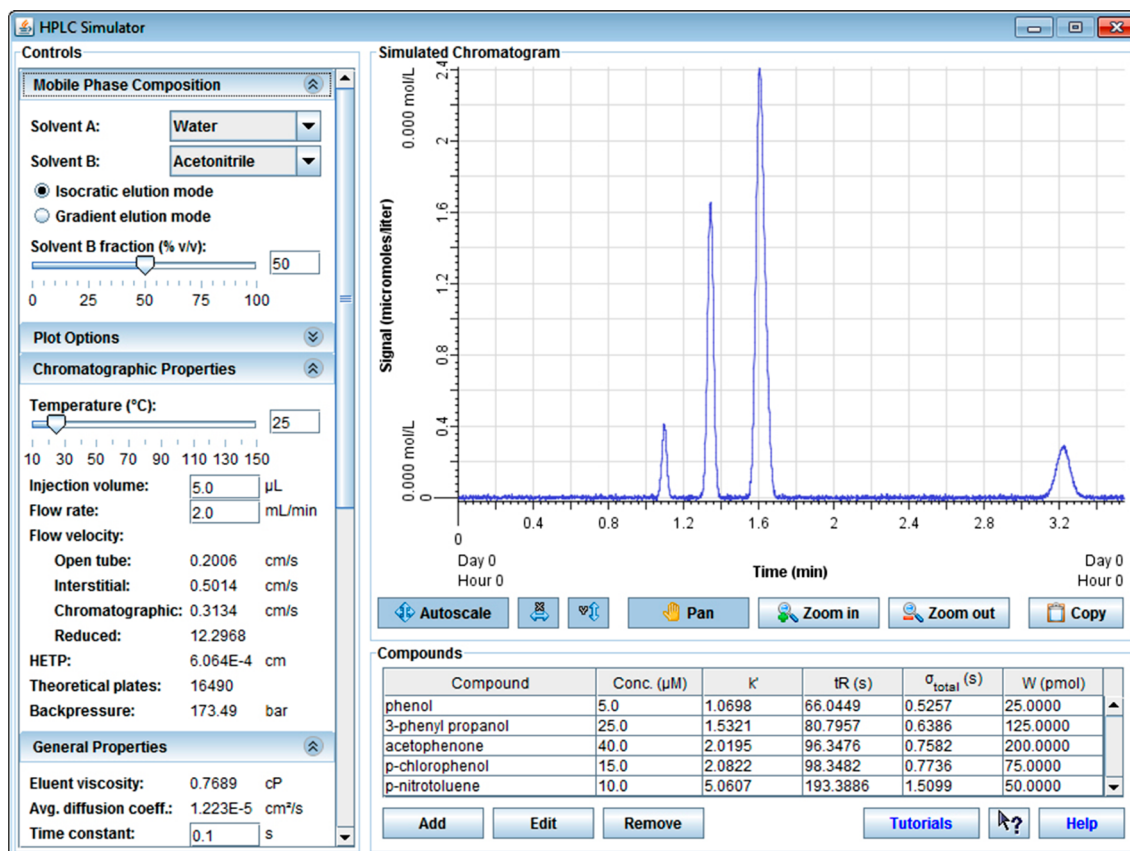 HPLC Simulator
Controls
Mobile Phase Composition
Solvent A: Water
Solvent B: Acetonitrile
Isocratic elution mode
Gradient elution mode
Solvent B fraction (% v/v):
50
0 25 50 75 100
Plot Options
Chromatographic Properties
Temperature (°C):
25
10 30 50 70 90 110 130 150
Injection volume: 5.0 µL
Flow rate: 2.0 mL/min
Flow velocity:
Open tube: 0.2006 cm/s
Interstitial: 0.5014 cm/s
Chromatographic: 0.3134 cm/s
Reduced: 12.2968
HETP: 6.064E-4 cm
Theoretical plates: 16490
Backpressure: 173.49 bar
General Properties
Eluent viscosity: 0.7689 cP
Avg. diffusion coeff.: 1.223E-5 cm²/s
Time constant: 0.1 s
Simulated Chromatogram
Signal (micromoles/liter)
0.000 mol/L
0.000 mol/L
2.4
2
1.6
1.2
0.8
0.4
0
0 0.4 0.8 1.2 1.6 2 2.4 2.8 3.2
Day 0 Day 0
Hour 0 Hour 0
Time (min)
Autoscale Pan Zoom in Zoom out Copy
Compounds
Compound Conc. (µM) k' tR (s) σtotal (s) W (pmol)
phenol 5.0 1.0698 66.0449 0.5257 25.0000
3-phenyl propanol 25.0 1.5321 80.7957 0.6386 125.0000
acetophenone 40.0 2.0195 96.3476 0.7582 200.0000
p-chlorophenol 15.0 2.0822 98.3482 0.7736 75.0000
p-nitrotoluene 10.0 5.0607 193.3886 1.5099 50.0000
Add Edit Remove Tutorials ? Help